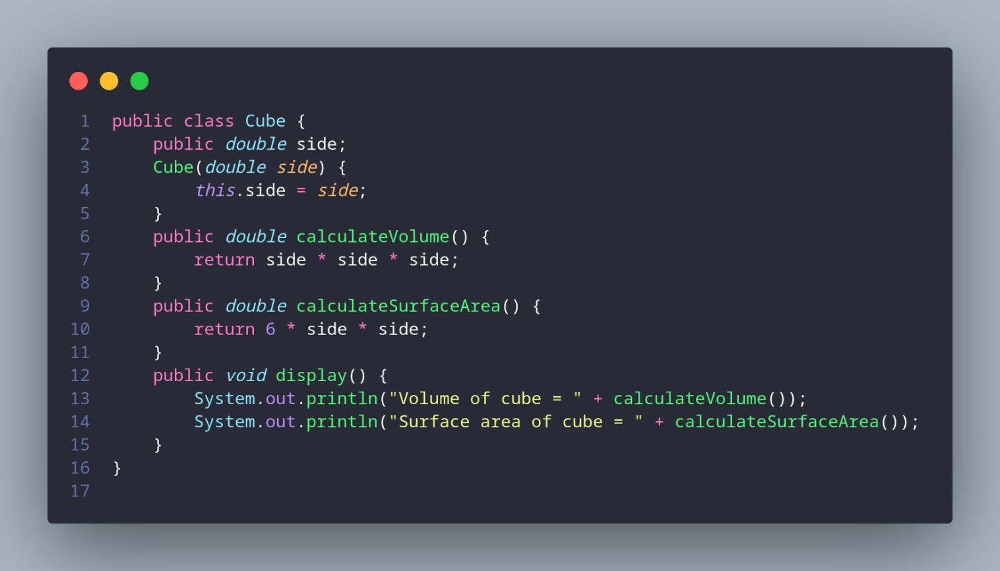 1 public class Cube {
2     public double side;
3     Cube(double side) {
4         this.side = side;
5     }
6     public double calculateVolume() {
7         return side * side * side;
8     }
9     public double calculateSurfaceArea() {
10         return 6 * side * side;
11     }
12     public void display() {
13         System.out.println("Volume of cube = " + calculateVolume());
14         System.out.println("Surface area of cube = " + calculateSurfaceArea());
15     }
16 }
17